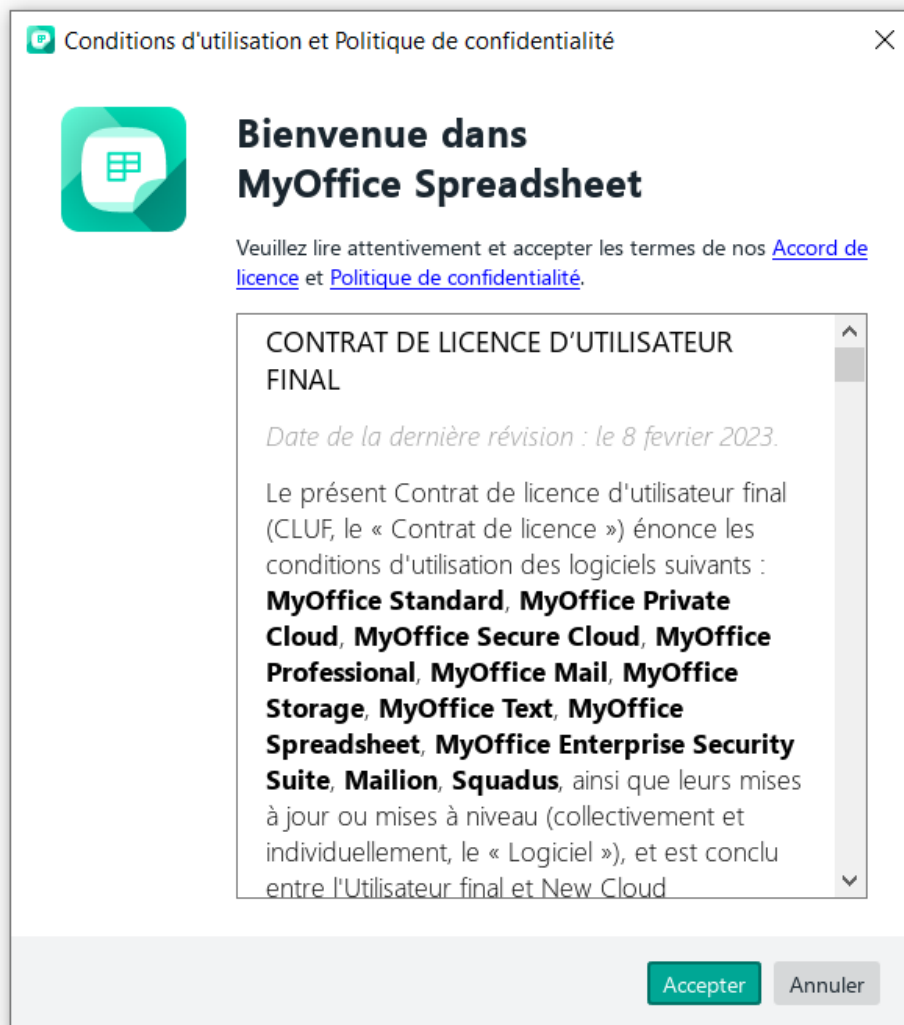 Conditions d'utilisation et Politique de confidentialité
Bienvenue dans
MyOffice Spreadsheet
Veuillez lire attentivement et accepter les termes de nos Accord de
licence et Politique de confidentialité.
CONTRAT DE LICENCE D’UTILISATEUR
FINAL
Date de la dernière révision : le 8 fevrier 2023.
Le présent Contrat de licence d'utilisateur final
(CLUF, le « Contrat de licence ») énonce les
conditions d'utilisation des logiciels suivants :
MyOffice Standard, MyOffice Private
Cloud, MyOffice Secure Cloud, MyOffice
Professional, MyOffice Mail, MyOffice
Storage, MyOffice Text, MyOffice
Spreadsheet, MyOffice Enterprise Security
Suite, Mailion, Squadus, ainsi que leurs mises
à jour ou mises à niveau (collectivement et
individuellement, le « Logiciel »), et est conclu
entre l'Utilisateur final et New Cloud
Accepter
Annuler